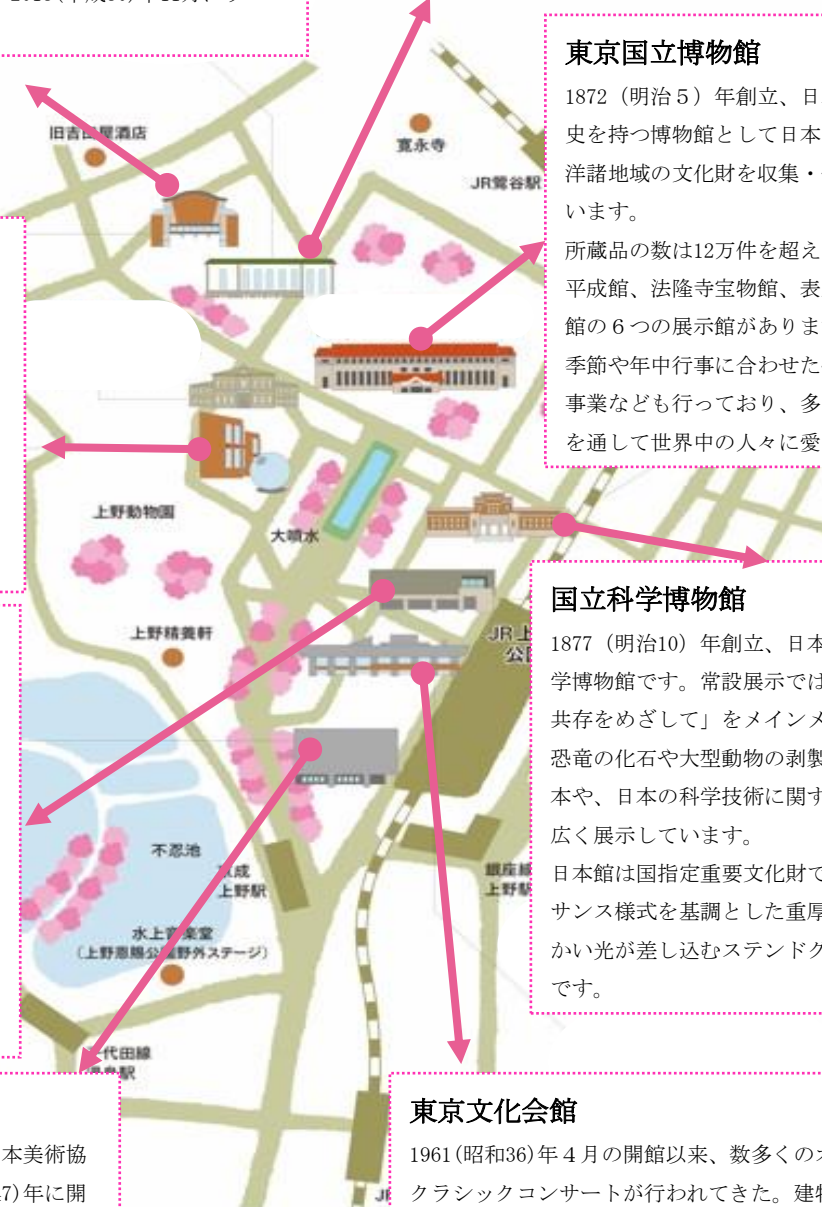 旧吉田屋酒店
寛永寺
JR鶯谷駅
東京国立博物館
1872（明治５）年創立、日
史を持つ博物館として日本
洋諸地域の文化財を収集・
います。
所蔵品の数は12万件を超え
平成館、法隆寺宝物館、表
館の６つの展示館がありま
季節や年中行事に合わせた
事業なども行っており、多
を通して世界中の人々に愛
上野動物園
大噴水
上野精養軒
JR上
公
国立科学博物館
1877（明治10）年創立、日本
学博物館です。常設展示では
共存をめざして」をメインメ
恐竜の化石や大型動物の剥製
本や、日本の科学技術に関す
広く展示しています。
日本館は国指定重要文化財で
サンス様式を基調とした重厚
かい光が差し込むステンドグ
です。
不忍池
成
上野駅
銀座線
上野駅
水上音楽堂
（上野恩賜公園野外ステージ）
代田線
駅
本美術協
7)年に開
JR
東京文化会館
1961(昭和36)年４月の開館以来、数多くのオ
クラシックコンサートが行われてきた。建物